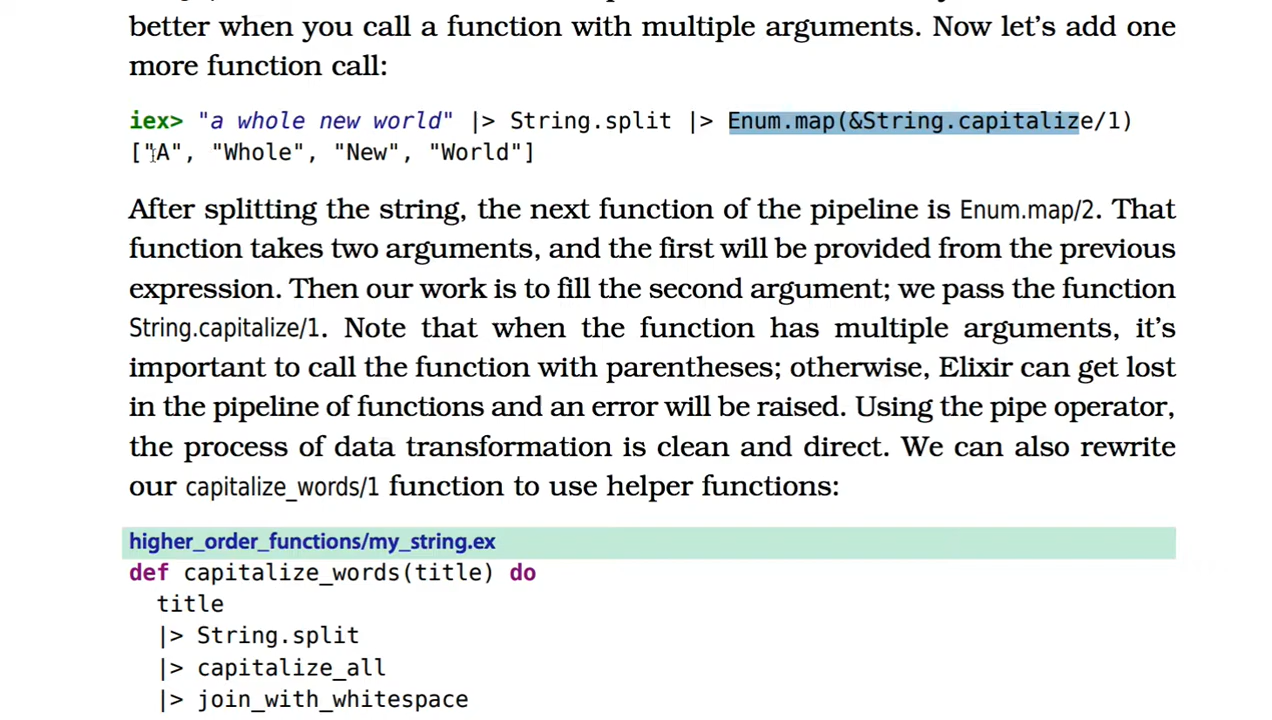 better when you call a function with multiple arguments. Now let’s add one
more function call:
iex> "a whole new world" |> String.split |> Enum.map(&String.capitalize/1)
["A", "Whole", "New", "World"]
After splitting the string, the next function of the pipeline is Enum.map/2. That
function takes two arguments, and the first will be provided from the previous
expression. Then our work is to fill the second argument; we pass the function
String.capitalize/1. Note that when the function has multiple arguments, it’s
important to call the function with parentheses; otherwise, Elixir can get lost
in the pipeline of functions and an error will be raised. Using the pipe operator,
the process of data transformation is clean and direct. We can also rewrite
our capitalize_words/1 function to use helper functions:
higher_order_functions/my_string.ex
def capitalize_words(title) do
title
|> String.split
|> capitalize_all
|> join_with_whitespace